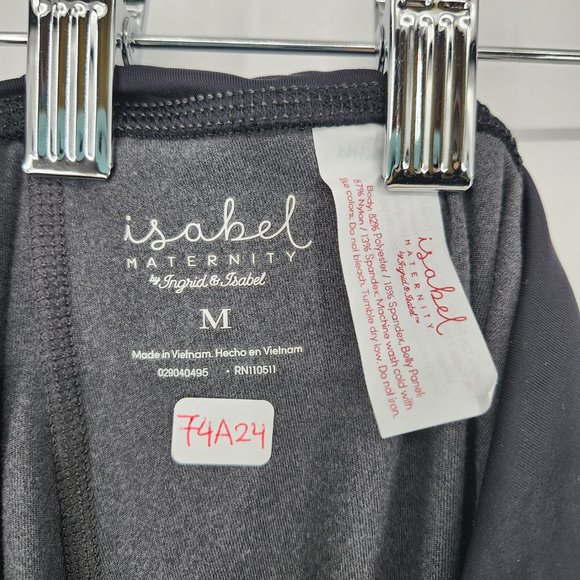 isabel
MATERNITY
by Ingrid & Isabel
M
Made in Vietnam. Hecho en Vietnam
029040495 • RN110511
74A24
isabel
MATERNITY
by Ingrid & Isabel™
Body: 82% Polyester / 18% Spandex. Belly Panel:
87% Nylon / 13% Spandex. Machine wash cold with
like colors. Do not bleach. Tumble dry low. Do not iron.